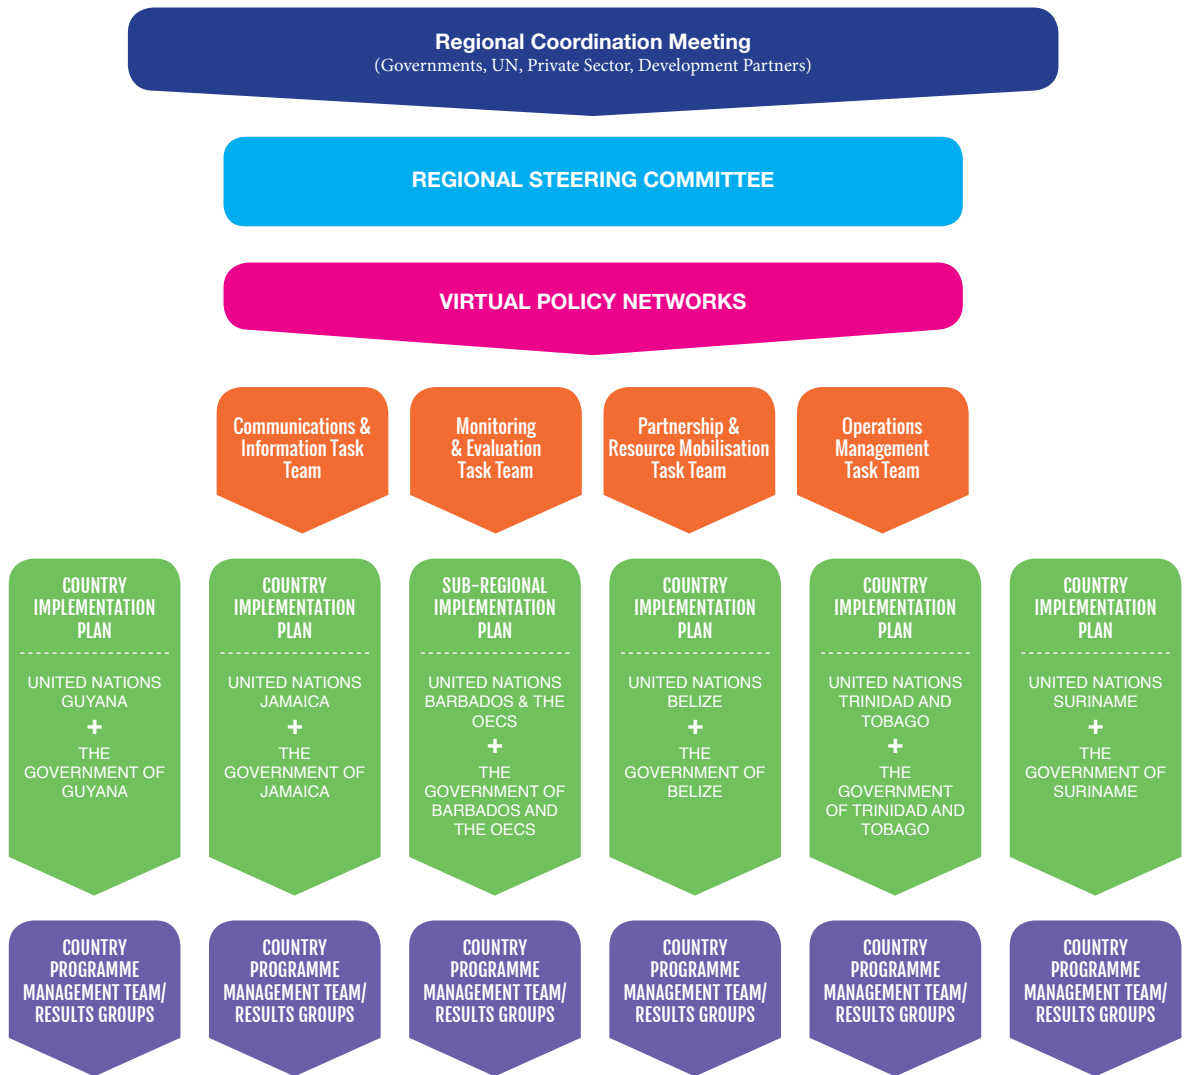 Regional Coordination Meeting
(Governments, UN, Private Sector, Development Partners)
REGIONAL STEERING COMMITTEE
VIRTUAL POLICY NETWORKS
Communications &
Information Task
Team
Monitoring
& Evaluation
Task Team
Partnership &
Resource Mobilisation
Task Team
Operations
Management
Task Team
COUNTRY
IMPLEMENTATION
PLAN
UNITED NATIONS
GUYANA
+
THE
GOVERNMENT OF
GUYANA
COUNTRY
IMPLEMENTATION
PLAN
UNITED NATIONS
JAMAICA
+
THE
GOVERNMENT OF
JAMAICA
SUB-REGIONAL
IMPLEMENTATION
PLAN
UNITED NATIONS
BARBADOS & THE
OECS
+
THE
GOVERNMENT OF
BARBADOS AND
THE OECS
COUNTRY
IMPLEMENTATION
PLAN
UNITED NATIONS
BELIZE
+
THE
GOVERNMENT OF
BELIZE
COUNTRY
IMPLEMENTATION
PLAN
UNITED NATIONS
TRINIDAD AND
TOBAGO
+
THE
GOVERNMENT
OF TRINIDAD AND
TOBAGO
COUNTRY
IMPLEMENTATION
PLAN
UNITED NATIONS
SURINAME
+
THE
GOVERNMENT OF
SURINAME
COUNTRY
PROGRAMME
MANAGEMENT TEAM/
RESULTS GROUPS
COUNTRY
PROGRAMME
MANAGEMENT TEAM/
RESULTS GROUPS
COUNTRY
PROGRAMME
MANAGEMENT TEAM/
RESULTS GROUPS
COUNTRY
PROGRAMME
MANAGEMENT TEAM/
RESULTS GROUPS
COUNTRY
PROGRAMME
MANAGEMENT TEAM/
RESULTS GROUPS
COUNTRY
PROGRAMME
MANAGEMENT TEAM/
RESULTS GROUPS